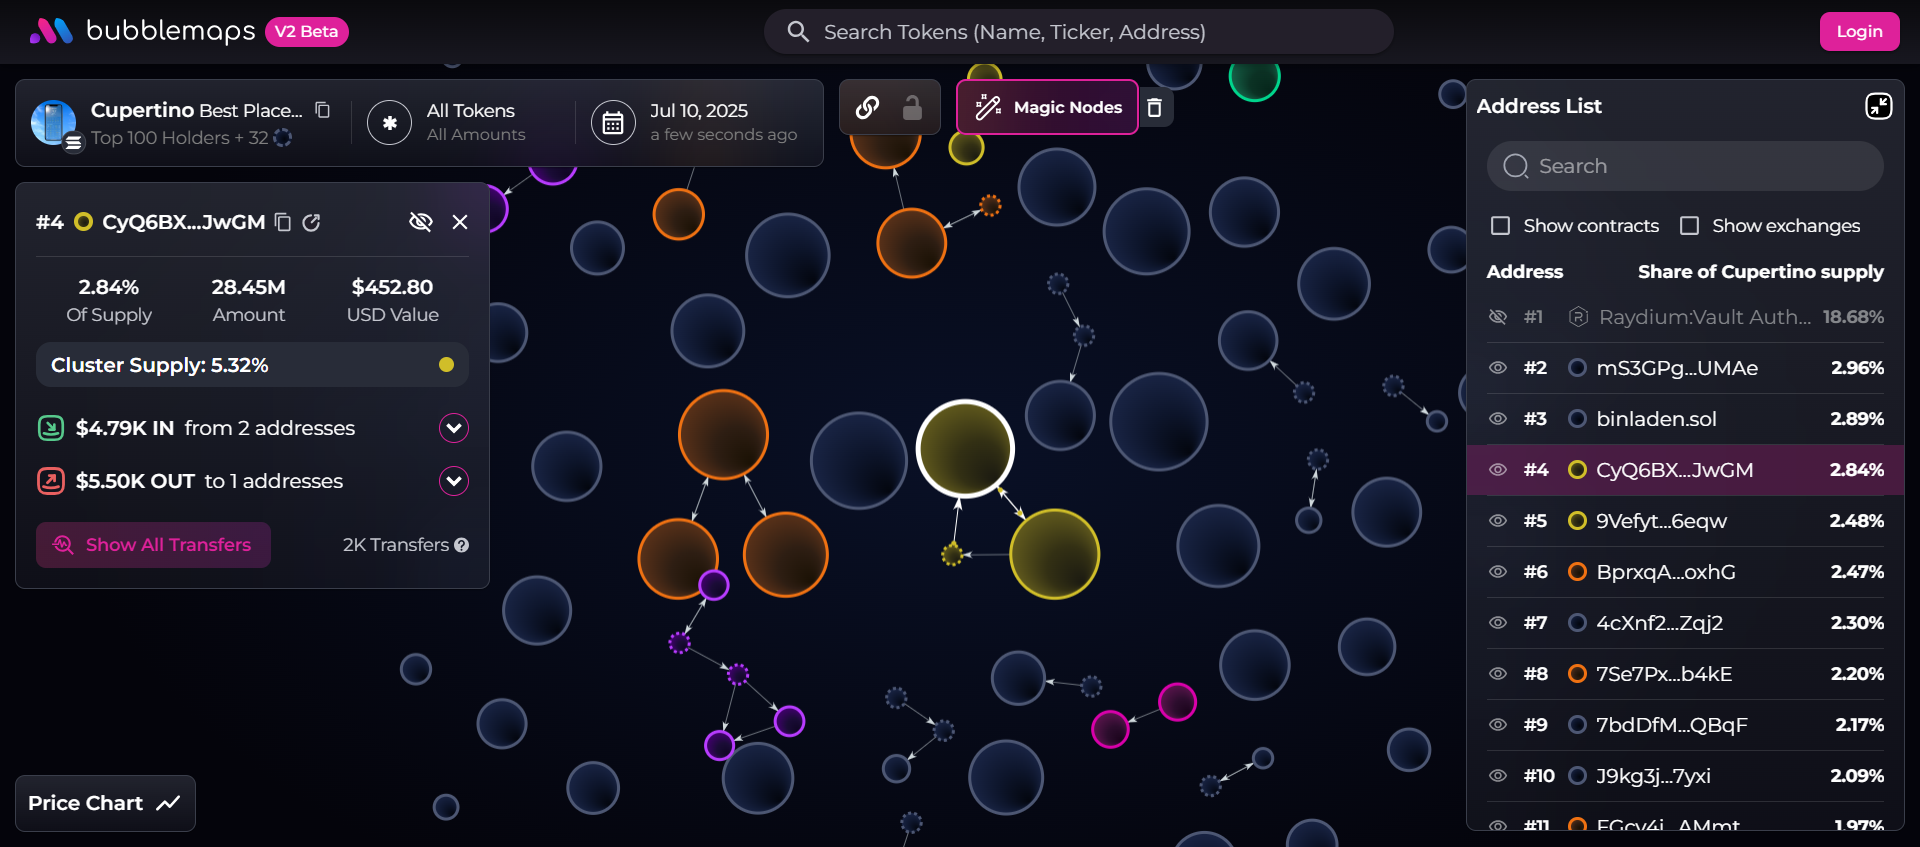 bubblemaps V2 Beta
Search Tokens (Name, Ticker, Address)
Login
Cupertino Best Place...
Top 100 Holders + 32
All Tokens
All Amounts
Jul 10, 2025
a few seconds ago
Magic Nodes
#4 CyQ6BX...JwGM
2.84% 28.45M $452.80
Of Supply Amount USD Value
Cluster Supply: 5.32%
$4.79K IN from 2 addresses
$5.50K OUT to 1 addresses
Show All Transfers 2K Transfers ?
Price Chart
Address List
Search
Show contracts Show exchanges
Address Share of Cupertino supply
#1 Raydium:Vault Auth... 18.68%
#2 mS3GPg...UMAe 2.96%
#3 binladen.sol 2.89%
#4 CyQ6BX...JwGM 2.84%
#5 9Vefyt...6eqw 2.48%
#6 BprxqA...oxhG 2.47%
#7 4cXnf2...Zqj2 2.30%
#8 7Se7Px...b4kE 2.20%
#9 7bdDfM...QBqF 2.17%
#10 J9kg3j...7yxi 2.09%
#11 1.97%